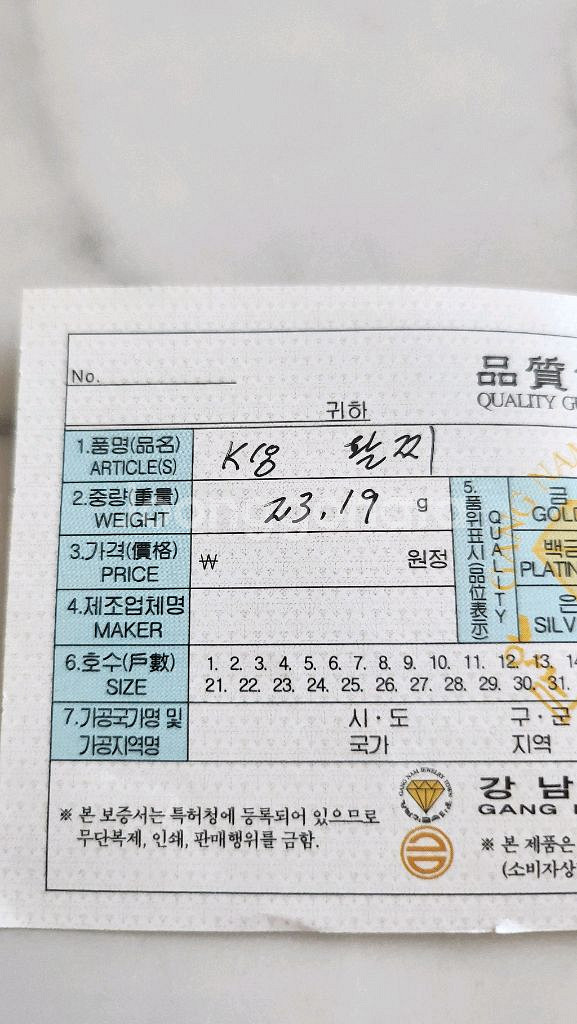 No.
品質
QUALITY G
귀하
1.품명(品名) K18 팔찌
ARTICLE(S)
2.중량(重量) 23.19 g
WEIGHT
3.가격(價格) ₩ 원정
PRICE
4.제조업체명
MAKER
5. 품위표시(品位表示) QUALITY
금
GOLD
백금
PLATIN
은
SILV
6.호수(戶數) 1. 2. 3. 4. 5. 6. 7. 8. 9. 10. 11. 12. 13. 14
SIZE 21. 22. 23. 24. 25. 26. 27. 28. 29. 30. 31.
7.가공국가명 및 시·도 구·군
가공지역명 국가 지역
※ 본 보증서는 특허청에 등록되어 있으므로
무단복제, 인쇄, 판매행위를 금함.
GANG NAM JEWELRY TOWN
강남
GANG
※ 본 제품은
(소비자상